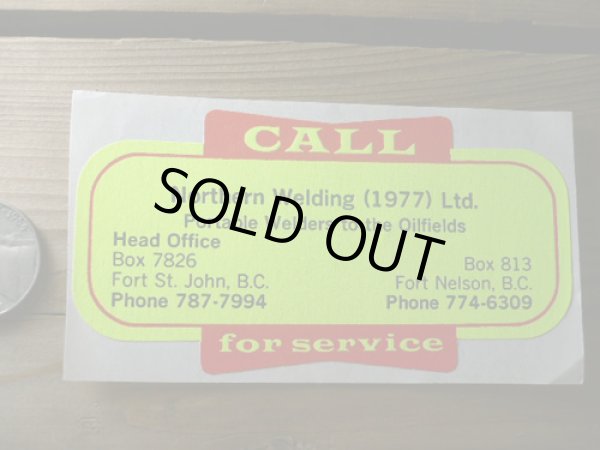 CALL
Northern Welding (1977) Ltd.
Portable Welders to the Oilfields
Head Office
Box 7826
Fort St. John, B.C.
Phone 787-7994
Box 813
Fort Nelson, B.C.
Phone 774-6309
for service
SOLD OUT